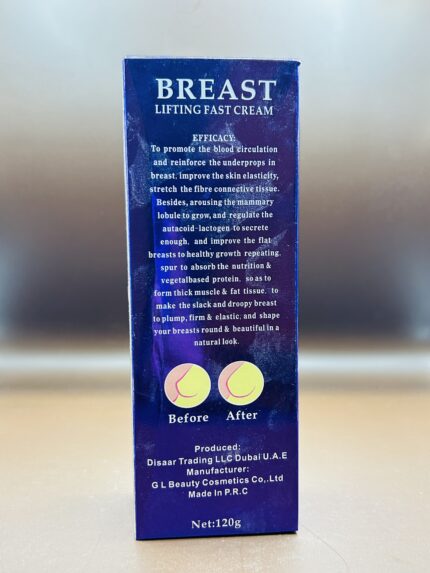 BREAST
LIFTING FAST CREAM
EFFICACY:
To promote the blood circulation
and reinforce the underprops in
breast, improve the skin elasticity,
stretch the fibre connective tissue.
Besides, arousing the mammary
lobule to grow, and regulate the
autacoid-lactogen to secrete
enough, and improve the flat
breasts to healthy growth repeating,
spur to absorb the nutrition &
vegetalbased protein, so as to
form thick muscle & fat tissue, to
make the slack and droopy breast
to plump, firm & elastic, and shape
your breasts round & beautiful in a
natural look.
Before After
Produced:
Disaar Trading LLC Dubai U.A.E
Manufacturer:
G L Beauty Cosmetics Co,.Ltd
Made In P.R.C
Net:120g